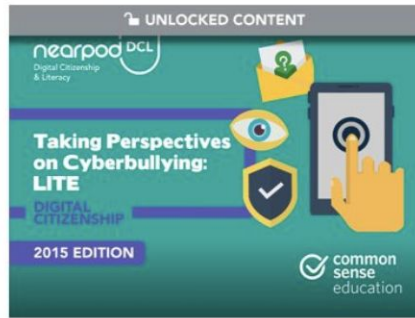 UNLOCKED CONTENT
nearpod DCL
Digital Citizenship
& Literacy
Taking Perspectives
on Cyberbullying:
LITE
DIGITAL
CITIZENSHIP
2015 EDITION
common
sense
education